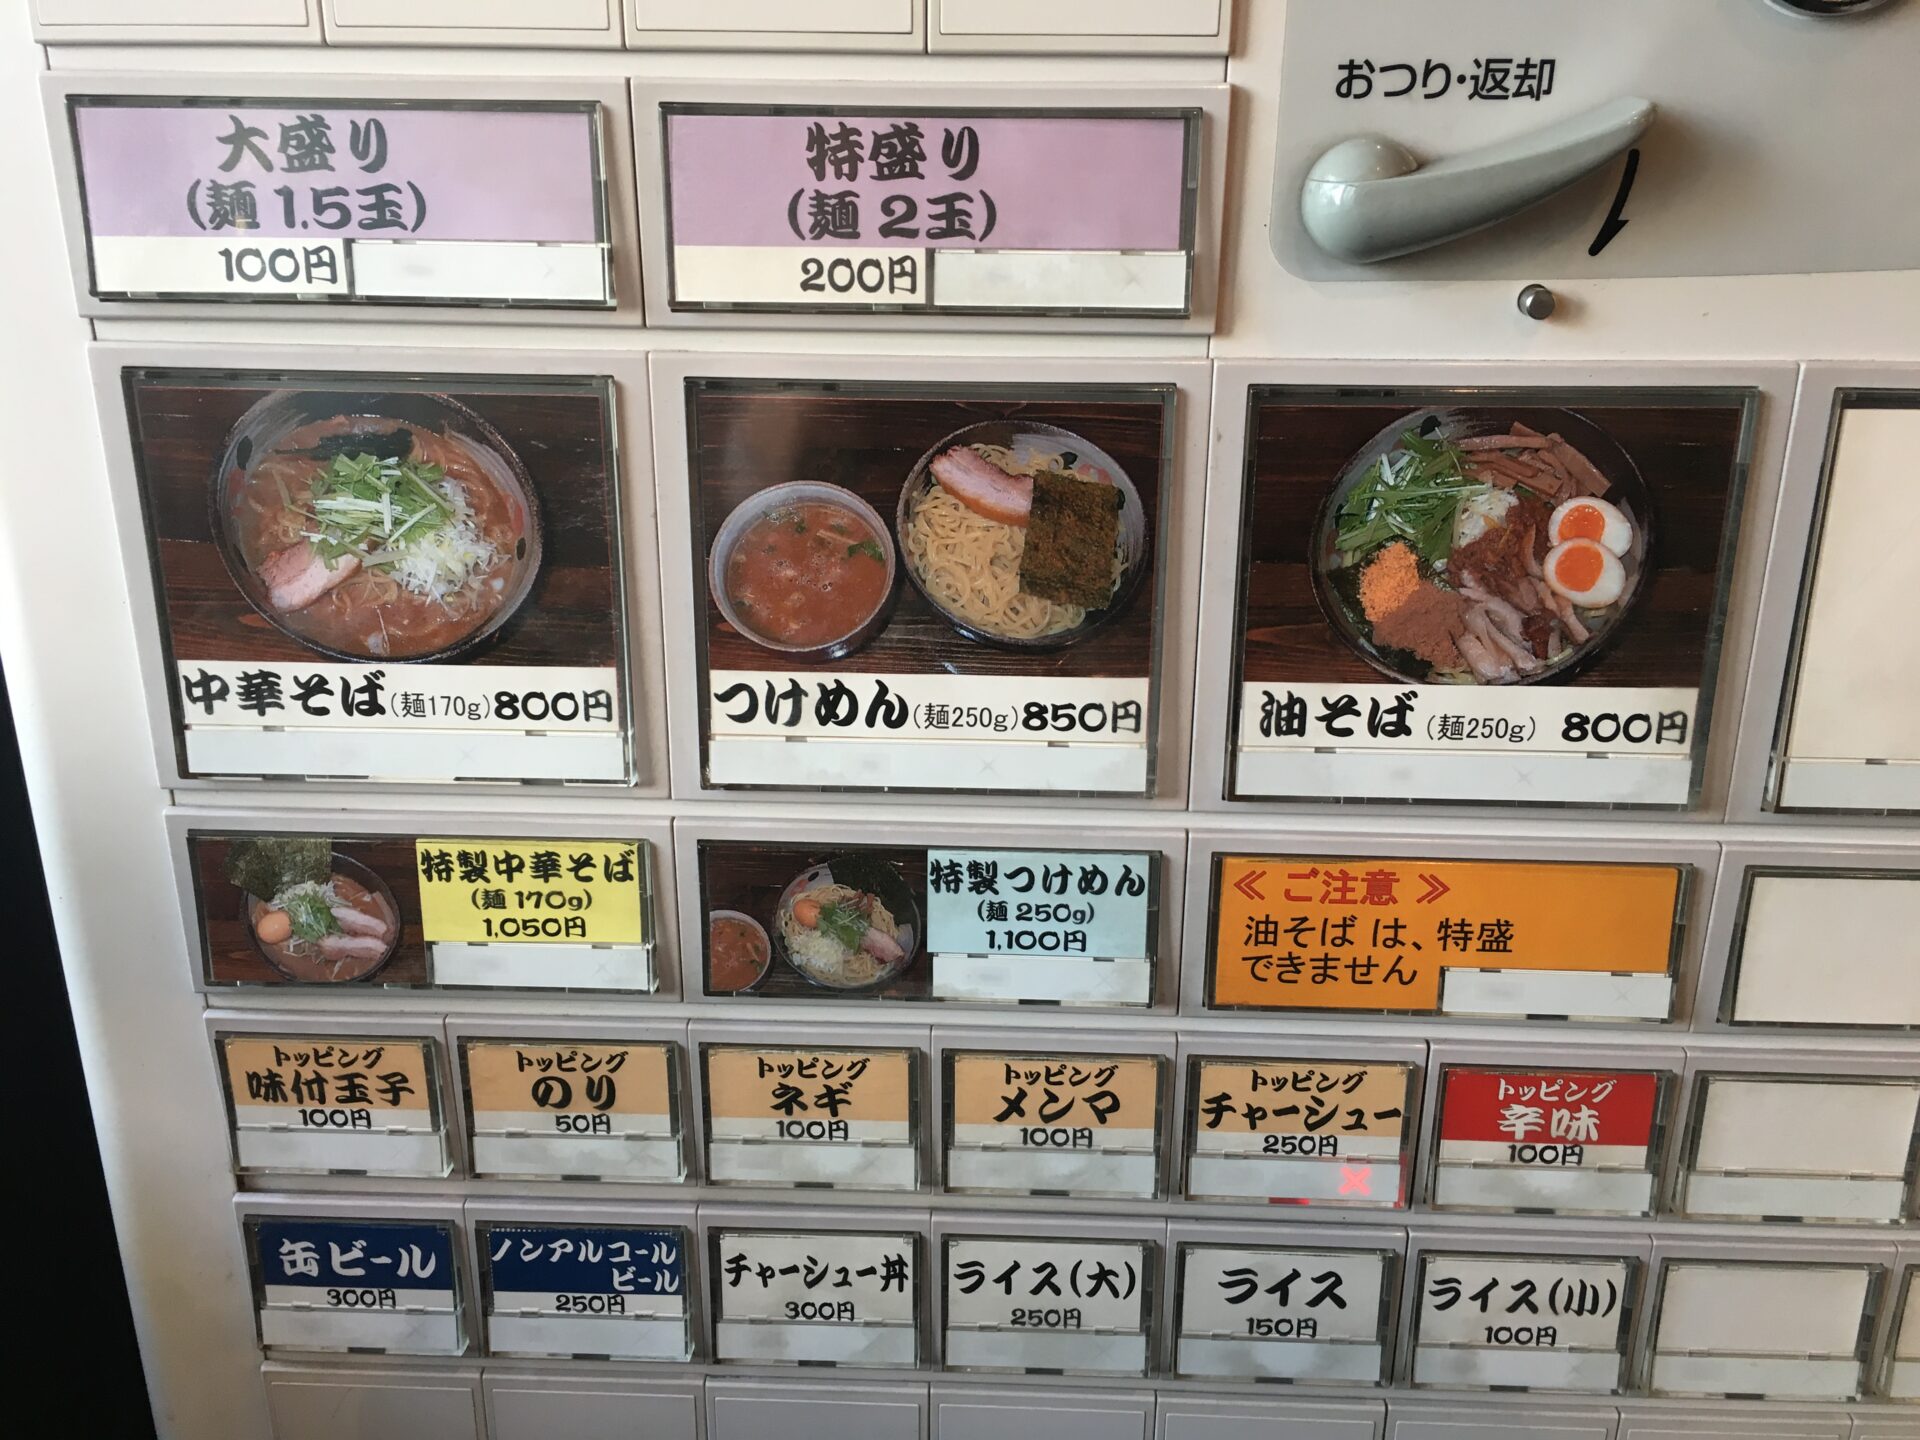 おつり・返却
大盛り
(麺 1.5玉)
100円
特盛り
(麺 2玉)
200円
中華そば(麺170g)800円
つけめん(麺250g)850円
油そば(麺250g) 800円
特製中華そば
(麺 170g)
1,050円
特製つけめん
(麺 250g)
1,100円
≪ ご注意 ≫
油そば は、特盛
できません
トッピング
味付玉子
100円
トッピング
のり
50円
トッピング
ネギ
100円
トッピング
メンマ
100円
トッピング
チャーシュー
250円
×
トッピング
辛味
100円
缶ビール
300円
ノンアルコール
ビール
250円
チャーシュー丼
300円
ライス(大)
250円
ライス
150円
ライス(小)
100円